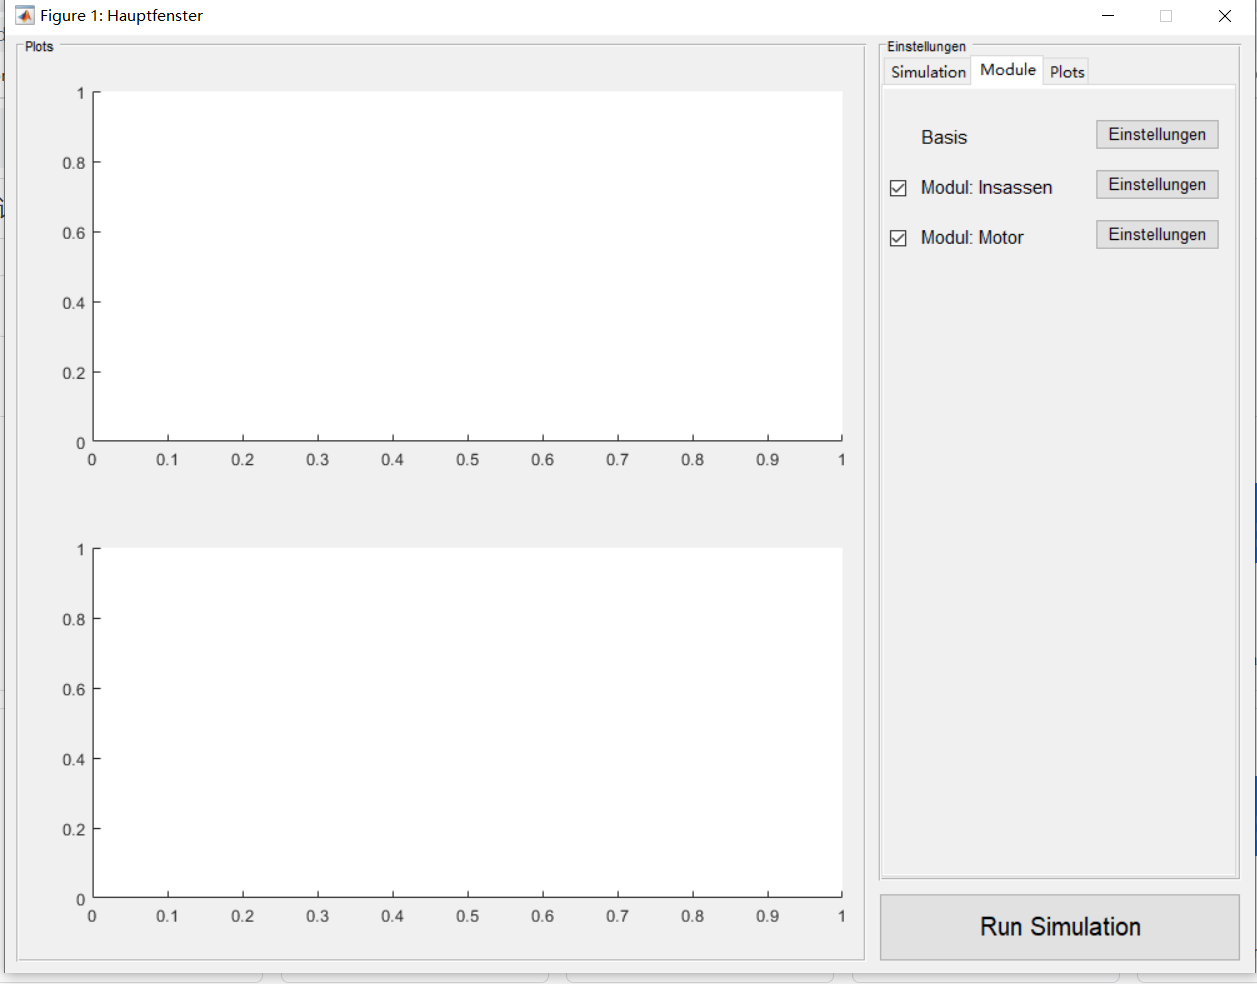 Figure 1: Hauptfenster
Plots
1
0.8
0.6
0.4
0.2
0
0 0.1 0.2 0.3 0.4 0.5 0.6 0.7 0.8 0.9 1
1
0.8
0.6
0.4
0.2
0
0 0.1 0.2 0.3 0.4 0.5 0.6 0.7 0.8 0.9 1
Einstellungen
Simulation Module Plots
Basis Einstellungen
Modul: Insassen Einstellungen
Modul: Motor Einstellungen
Run Simulation